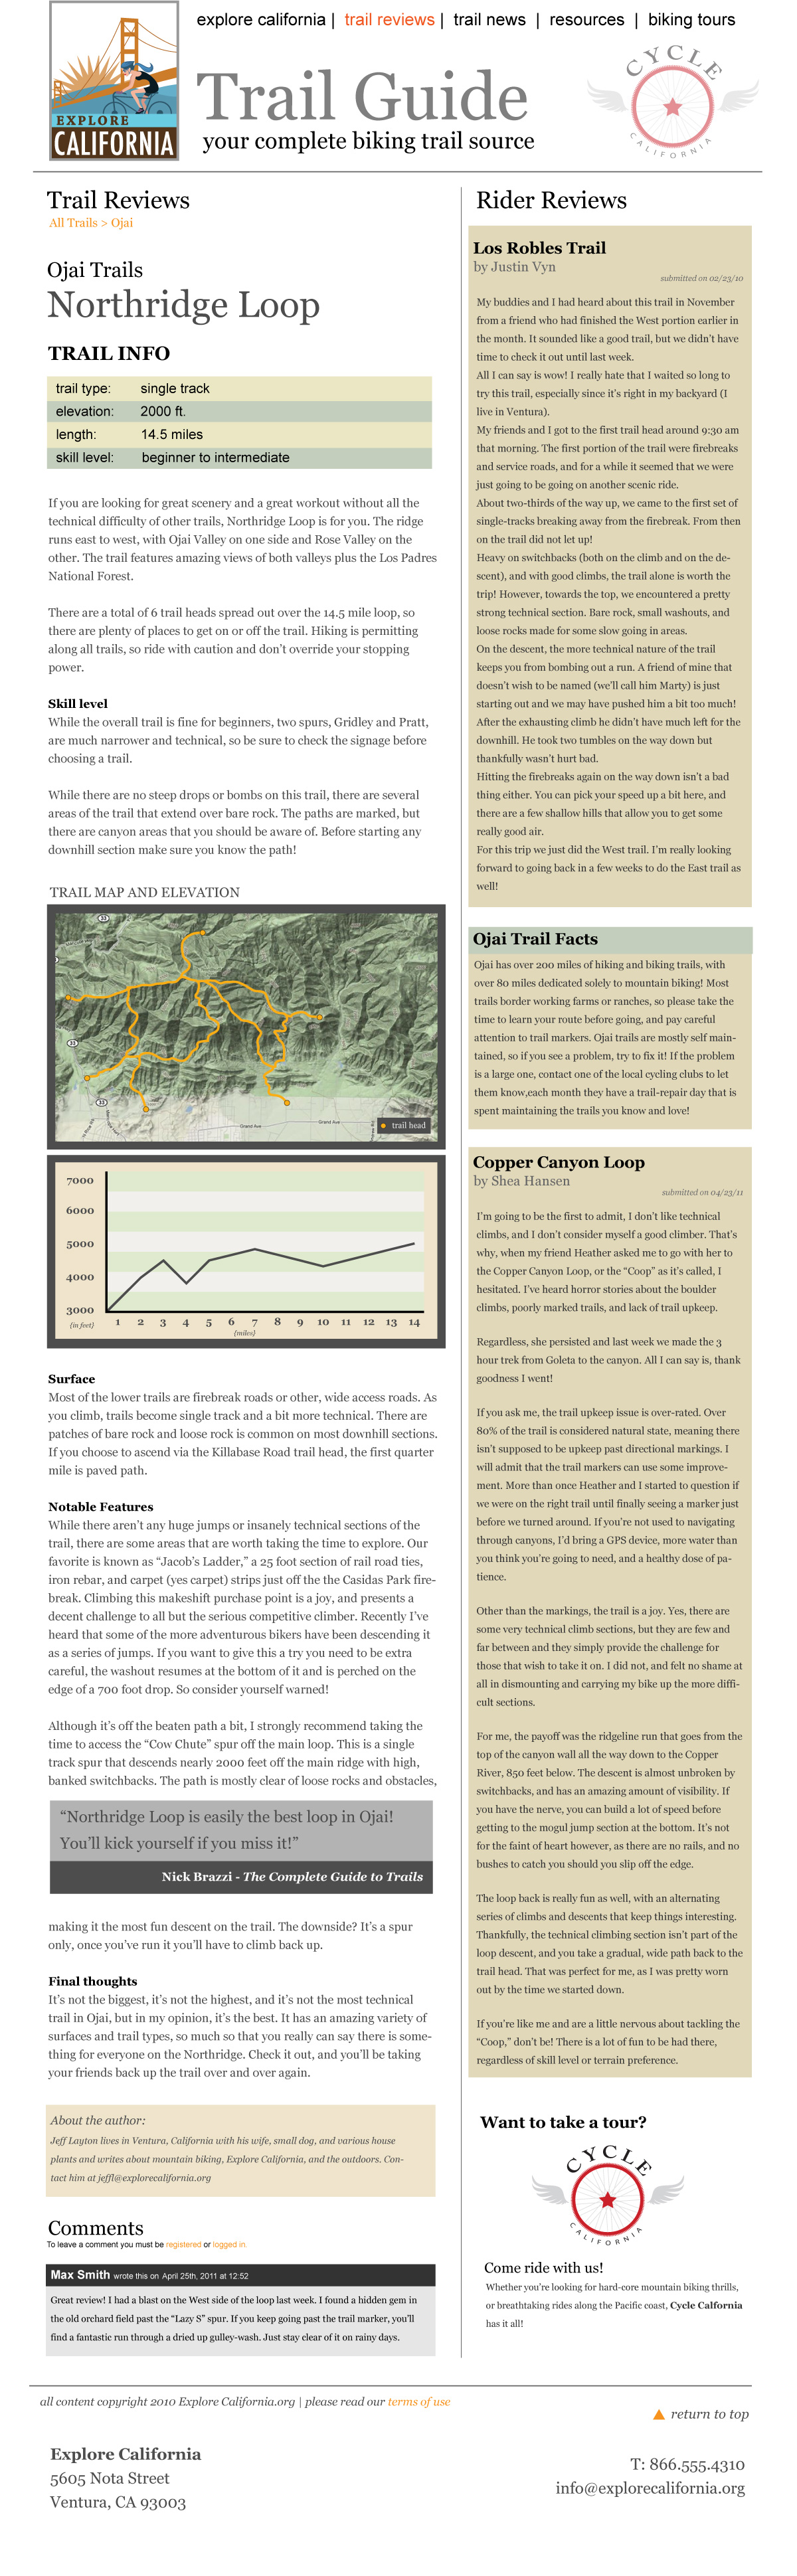 explore california | trail reviews | trail news | resources | biking tours
EXPLORE
CALIFORNIA
Trail Guide
your complete biking trail source
CYCLE
CALIFORNIA
Trail Reviews
All Trails > Ojai
Ojai Trails
Northridge Loop
TRAIL INFO
trail type: single track
elevation: 2000 ft.
length: 14.5 miles
skill level: beginner to intermediate
If you are looking for great scenery and a great workout without all the
technical difficulty of other trails, Northridge Loop is for you. The ridge
runs east to west, with Ojai Valley on one side and Rose Valley on the
other. The trail features amazing views of both valleys plus the Los Padres
National Forest.
There are a total of 6 trail heads spread out over the 14.5 mile loop, so
there are plenty of places to get on or off the trail. Hiking is permitting
along all trails, so ride with caution and don't override your stopping
power.
Skill level
While the overall trail is fine for beginners, two spurs, Gridley and Pratt,
are much narrower and technical, so be sure to check the signage before
choosing a trail.
While there are no steep drops or bombs on this trail, there are several
areas of the trail that extend over bare rock. The paths are marked, but
there are canyon areas that you should be aware of. Before starting any
downhill section make sure you know the path!
TRAIL MAP AND ELEVATION
33
33
33
Grand Ave
Grand Ave
trail head
7000
6000
5000
4000
3000
(in feet)
1 2 3 4 5 6 7 8 9 10 11 12 13 14
(miles)
Surface
Most of the lower trails are firebreak roads or other, wide access roads. As
you climb, trails become single track and a bit more technical. There are
patches of bare rock and loose rock is common on most downhill sections.
If you choose to ascend via the Killabase Road trail head, the first quarter
mile is paved path.
Notable Features
While there aren't any huge jumps or insanely technical sections of the
trail, there are some areas that are worth taking the time to explore. Our
favorite is known as "Jacob's Ladder," a 25 foot section of rail road ties,
iron rebar, and carpet (yes carpet) strips just off the the Casidas Park fire-
break. Climbing this makeshift purchase point is a joy, and presents a
decent challenge to all but the serious competitive climber. Recently I've
heard that some of the more adventurous bikers have been descending it
as a series of jumps. If you want to give this a try you need to be extra
careful, the washout resumes at the bottom of it and is perched on the
edge of a 700 foot drop. So consider yourself warned!
Although it's off the beaten path a bit, I strongly recommend taking the
time to access the "Cow Chute" spur off the main loop. This is a single
track spur that descends nearly 2000 feet off the main ridge with high,
banked switchbacks. The path is mostly clear of loose rocks and obstacles,
"Northridge Loop is easily the best loop in Ojai!
You'll kick yourself if you miss it!"
Nick Brazzi - The Complete Guide to Trails
making it the most fun descent on the trail. The downside? It's a spur
only, once you've run it you'll have to climb back up.
Final thoughts
It's not the biggest, it's not the highest, and it's not the most technical
trail in Ojai, but in my opinion, it's the best. It has an amazing variety of
surfaces and trail types, so much so that you really can say there is some-
thing for everyone on the Northridge. Check it out, and you'll be taking
your friends back up the trail over and over again.
About the author:
Jeff Layton lives in Ventura, California with his wife, small dog, and various house
plants and writes about mountain biking, Explore California, and the outdoors. Con-
tact him at jeffl@explorecalifornia.org
Comments
To leave a comment you must be registered or logged in.
Max Smith wrote this on April 25th, 2011 at 12:52
Great review! I had a blast on the West side of the loop last week. I found a hidden gem in
the old orchard field past the "Lazy S" spur. If you keep going past the trail marker, you'll
find a fantastic run through a dried up gulley-wash. Just stay clear of it on rainy days.
Rider Reviews
Los Robles Trail
by Justin Vyn
submitted on 02/23/10
My buddies and I had heard about this trail in November
from a friend who had finished the West portion earlier in
the month. It sounded like a good trail, but we didn't have
time to check it out until last week.
All I can say is wow! I really hate that I waited so long to
try this trail, especially since it's right in my backyard (I
live in Ventura).
My friends and I got to the first trail head around 9:30 am
that morning. The first portion of the trail were firebreaks
and service roads, and for a while it seemed that we were
just going to be going on another scenic ride.
About two-thirds of the way up, we came to the first set of
single-tracks breaking away from the firebreak. From then
on the trail did not let up!
Heavy on switchbacks (both on the climb and on the de-
scent), and with good climbs, the trail alone is worth the
trip! However, towards the top, we encountered a pretty
strong technical section. Bare rock, small washouts, and
loose rocks made for some slow going in areas.
On the descent, the more technical nature of the trail
keeps you from bombing out a run. A friend of mine that
doesn't wish to be named (we'll call him Marty) is just
starting out and we may have pushed him a bit too much!
After the exhausting climb he didn't have much left for the
downhill. He took two tumbles on the way down but
thankfully wasn't hurt bad.
Hitting the firebreaks again on the way down isn't a bad
thing either. You can pick your speed up a bit here, and
there are a few shallow hills that allow you to get some
really good air.
For this trip we just did the West trail. I'm really looking
forward to going back in a few weeks to do the East trail as
well!
Ojai Trail Facts
Ojai has over 200 miles of hiking and biking trails, with
over 80 miles dedicated solely to mountain biking! Most
trails border working farms or ranches, so please take the
time to learn your route before going, and pay careful
attention to trail markers. Ojai trails are mostly self main-
tained, so if you see a problem, try to fix it! If the problem
is a large one, contact one of the local cycling clubs to let
them know,each month they have a trail-repair day that is
spent maintaining the trails you know and love!
Copper Canyon Loop
by Shea Hansen
submitted on 04/23/11
I'm going to be the first to admit, I don't like technical
climbs, and I don't consider myself a good climber. That's
why, when my friend Heather asked me to go with her to
the Copper Canyon Loop, or the "Coop" as it's called, I
hesitated. I've heard horror stories about the boulder
climbs, poorly marked trails, and lack of trail upkeep.
Regardless, she persisted and last week we made the 3
hour trek from Goleta to the canyon. All I can say is, thank
goodness I went!
If you ask me, the trail upkeep issue is over-rated. Over
80% of the trail is considered natural state, meaning there
isn't supposed to be upkeep past directional markings. I
will admit that the trail markers can use some improve-
ment. More than once Heather and I started to question if
we were on the right trail until finally seeing a marker just
before we turned around. If you're not used to navigating
through canyons, I'd bring a GPS device, more water than
you think you're going to need, and a healthy dose of pa-
tience.
Other than the markings, the trail is a joy. Yes, there are
some very technical climb sections, but they are few and
far between and they simply provide the challenge for
those that wish to take it on. I did not, and felt no shame at
all in dismounting and carrying my bike up the more diffi-
cult sections.
For me, the payoff was the ridgeline run that goes from the
top of the canyon wall all the way down to the Copper
River, 850 feet below. The descent is almost unbroken by
switchbacks, and has an amazing amount of visibility. If
you have the nerve, you can build a lot of speed before
getting to the mogul jump section at the bottom. It's not
for the faint of heart however, as there are no rails, and no
bushes to catch you should you slip off the edge.
The loop back is really fun as well, with an alternating
series of climbs and descents that keep things interesting.
Thankfully, the technical climbing section isn't part of the
loop descent, and you take a gradual, wide path back to the
trail head. That was perfect for me, as I was pretty worn
out by the time we started down.
If you're like me and are a little nervous about tackling the
"Coop," don't be! There is a lot of fun to be had there,
regardless of skill level or terrain preference.
Want to take a tour?
CYCLE
CALIFORNIA
Come ride with us!
Whether you're looking for hard-core mountain biking thrills,
or breathtaking rides along the Pacific coast, Cycle Calfornia
has it all!
all content copyright 2010 Explore California.org | please read our terms of use
return to top
Explore California
5605 Nota Street
Ventura, CA 93003
T: 866.555.4310
info@explorecalifornia.org